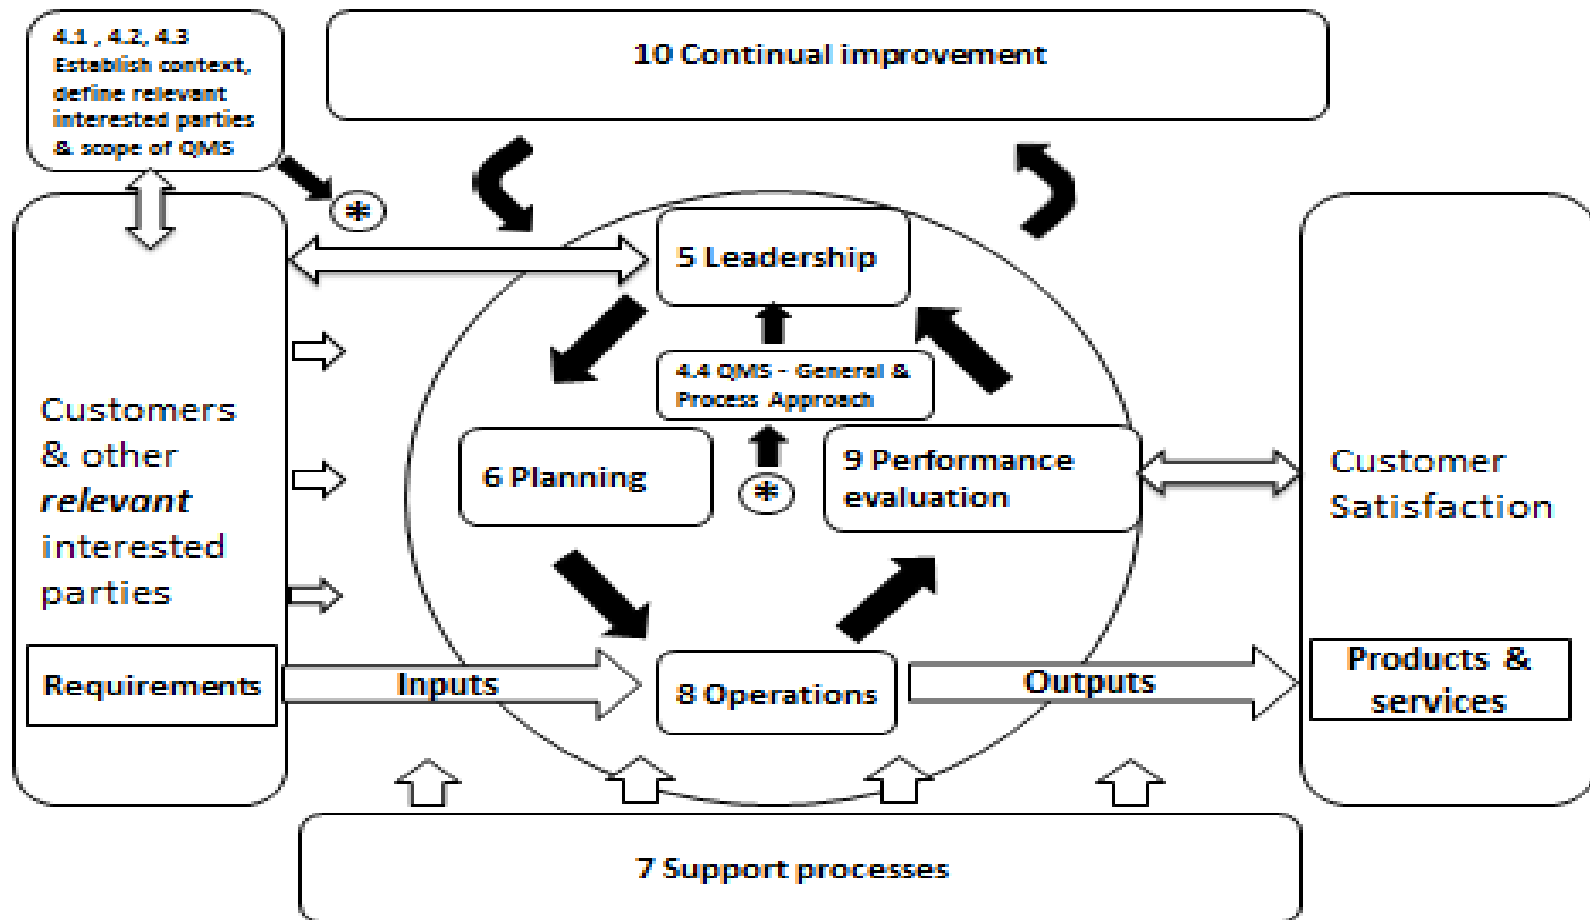 4.1 , 4.2, 4.3
Establish context,
define relevant
interested parties
& scope of QMS
10 Continual improvement
*
5 Leadership
4.4 QMS - General &
Process Approach
Customers
& other
relevant
interested
parties
6 Planning
*
9 Performance
evaluation
Customer
Satisfaction
Requirements
Inputs
8 Operations
Outputs
Products &
services
7 Support processes